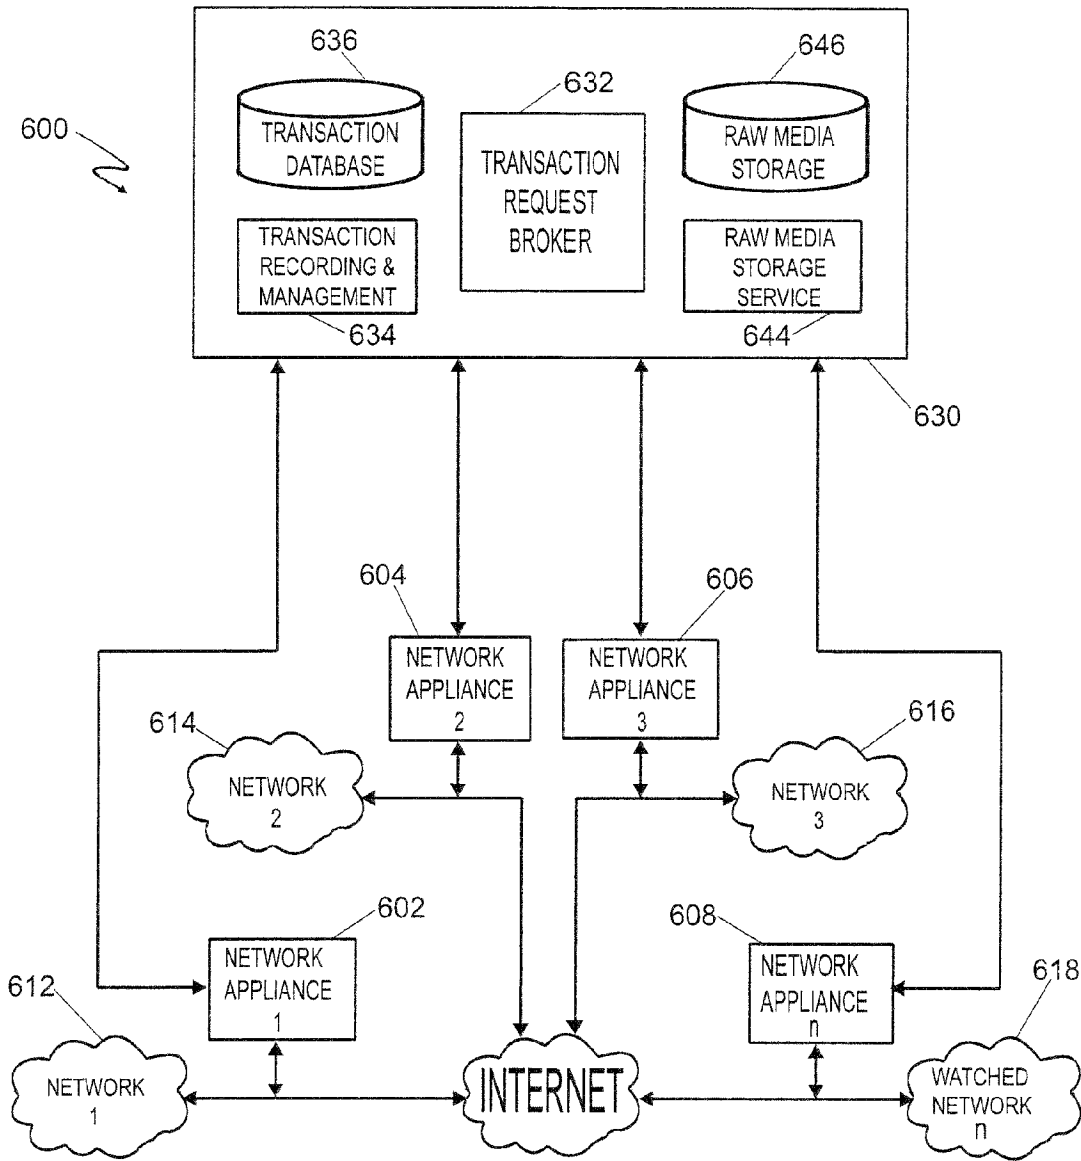 636
646
632
600
TRANSACTION
DATABASE
TRANSACTION
REQUEST
BROKER
RAW MEDIA
STORAGE
TRANSACTION
RECORDING &
MANAGEMENT
RAW MEDIA
STORAGE
SERVICE
634
644
630
604
606
NETWORK
APPLIANCE
2
NETWORK
APPLIANCE
3
614
616
NETWORK
2
NETWORK
3
602
608
NETWORK
APPLIANCE
1
NETWORK
APPLIANCE
n
612
618
NETWORK
1
INTERNET
WATCHED
NETWORK
n